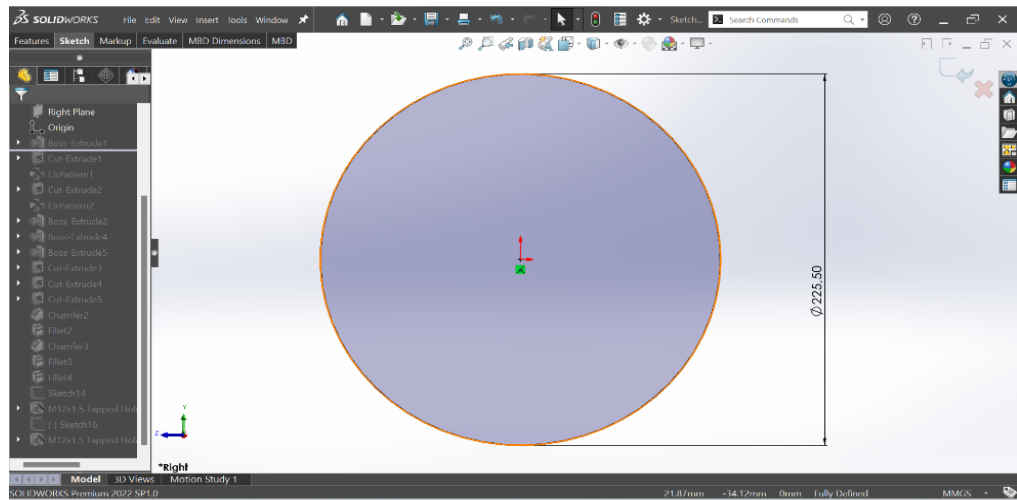 SOLIDWORKS File Edit View Insert Tools Window Sketch... Search Commands
Features Sketch Markup Evaluate MBD Dimensions MBD
Right Plane
Origin
Boss-Extrude1
Cut-Extrude1
CirPattern1
Cut-Extrude2
CirPattern2
Boss-Extrude2
Boss-Extrude4
Boss-Extrude5
Cut-Extrude3
Cut-Extrude4
Cut-Extrude5
Chamfer2
Fillet2
Chamfer3
Fillet3
Fillet4
Sketch14
M12x1.5 Tapped Hol
(-) Sketch16
M12x1.5 Tapped Hol
Ø225.50
Y
Z
*Right
Model 3D Views Motion Study 1
SOLIDWORKS Premium 2022 SP1.0 21.87mm -34.12mm 0mm Fully Defined MMGS